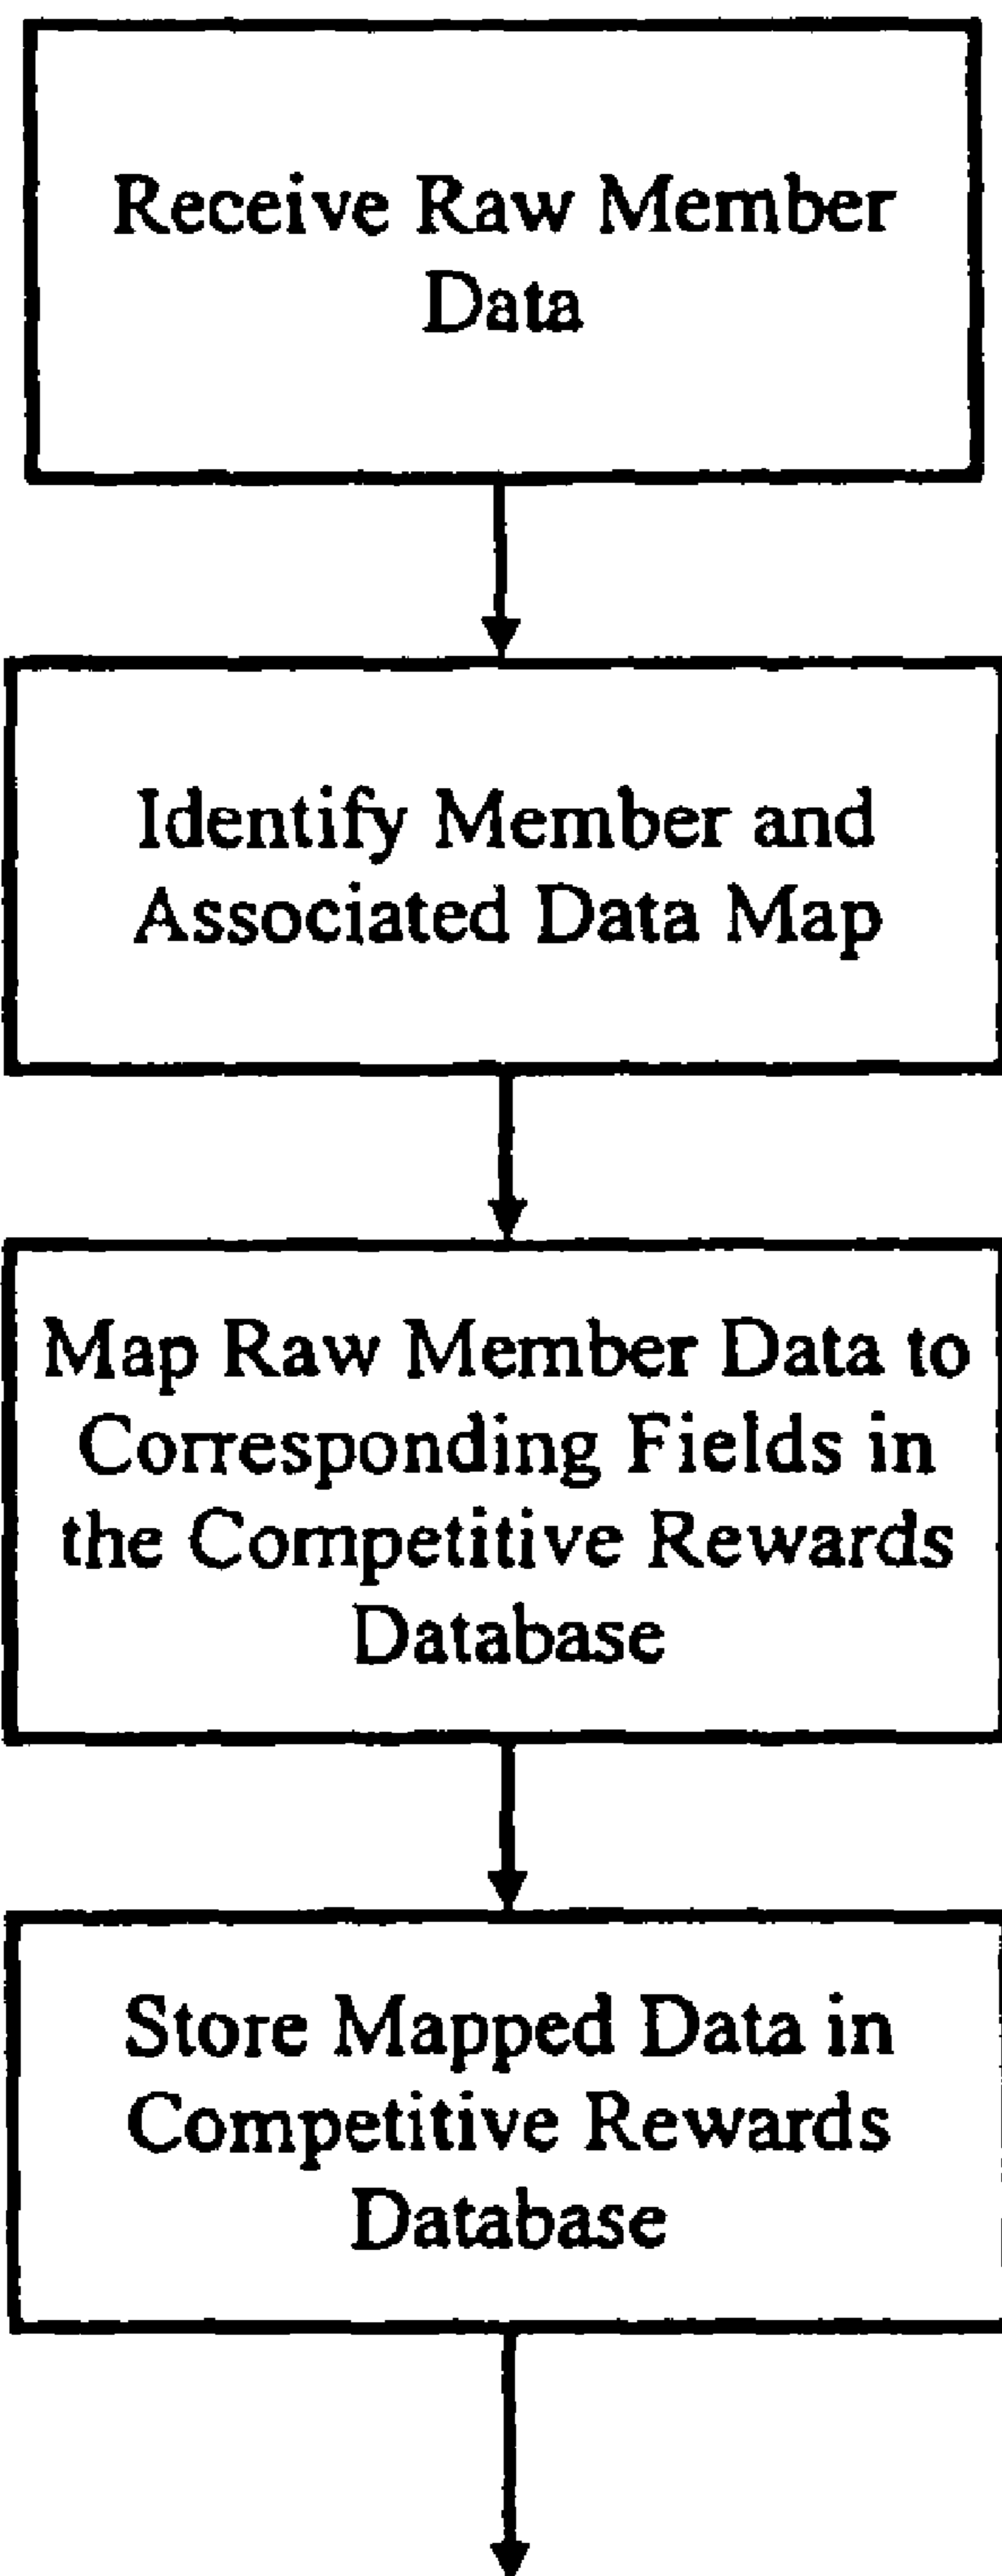 Receive Raw Member
Data
Identify Member and
Associated Data Map
Map Raw Member Data to
Corresponding Fields in
the Competitive Rewards
Database
Store Mapped Data in
Competitive Rewards
Database